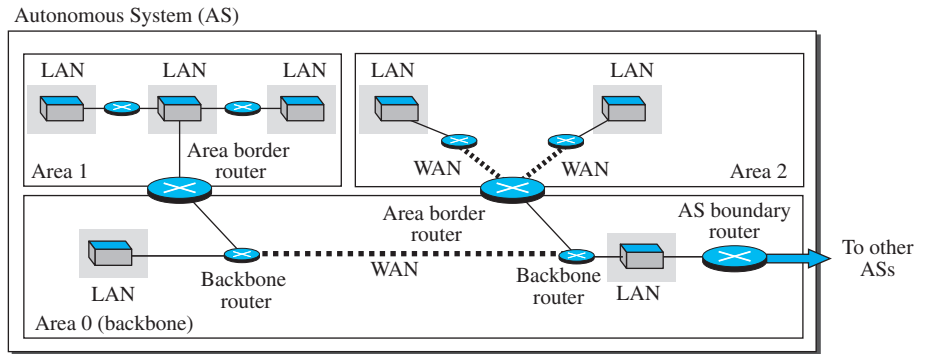 Autonomous System (AS)
LAN
LAN
LAN
Area border
router
Area 1
LAN
LAN
WAN
WAN
Area 2
Area border
router
AS boundary
router
To other
ASs
LAN
Backbone
router
WAN
Backbone
router
LAN
Area 0 (backbone)